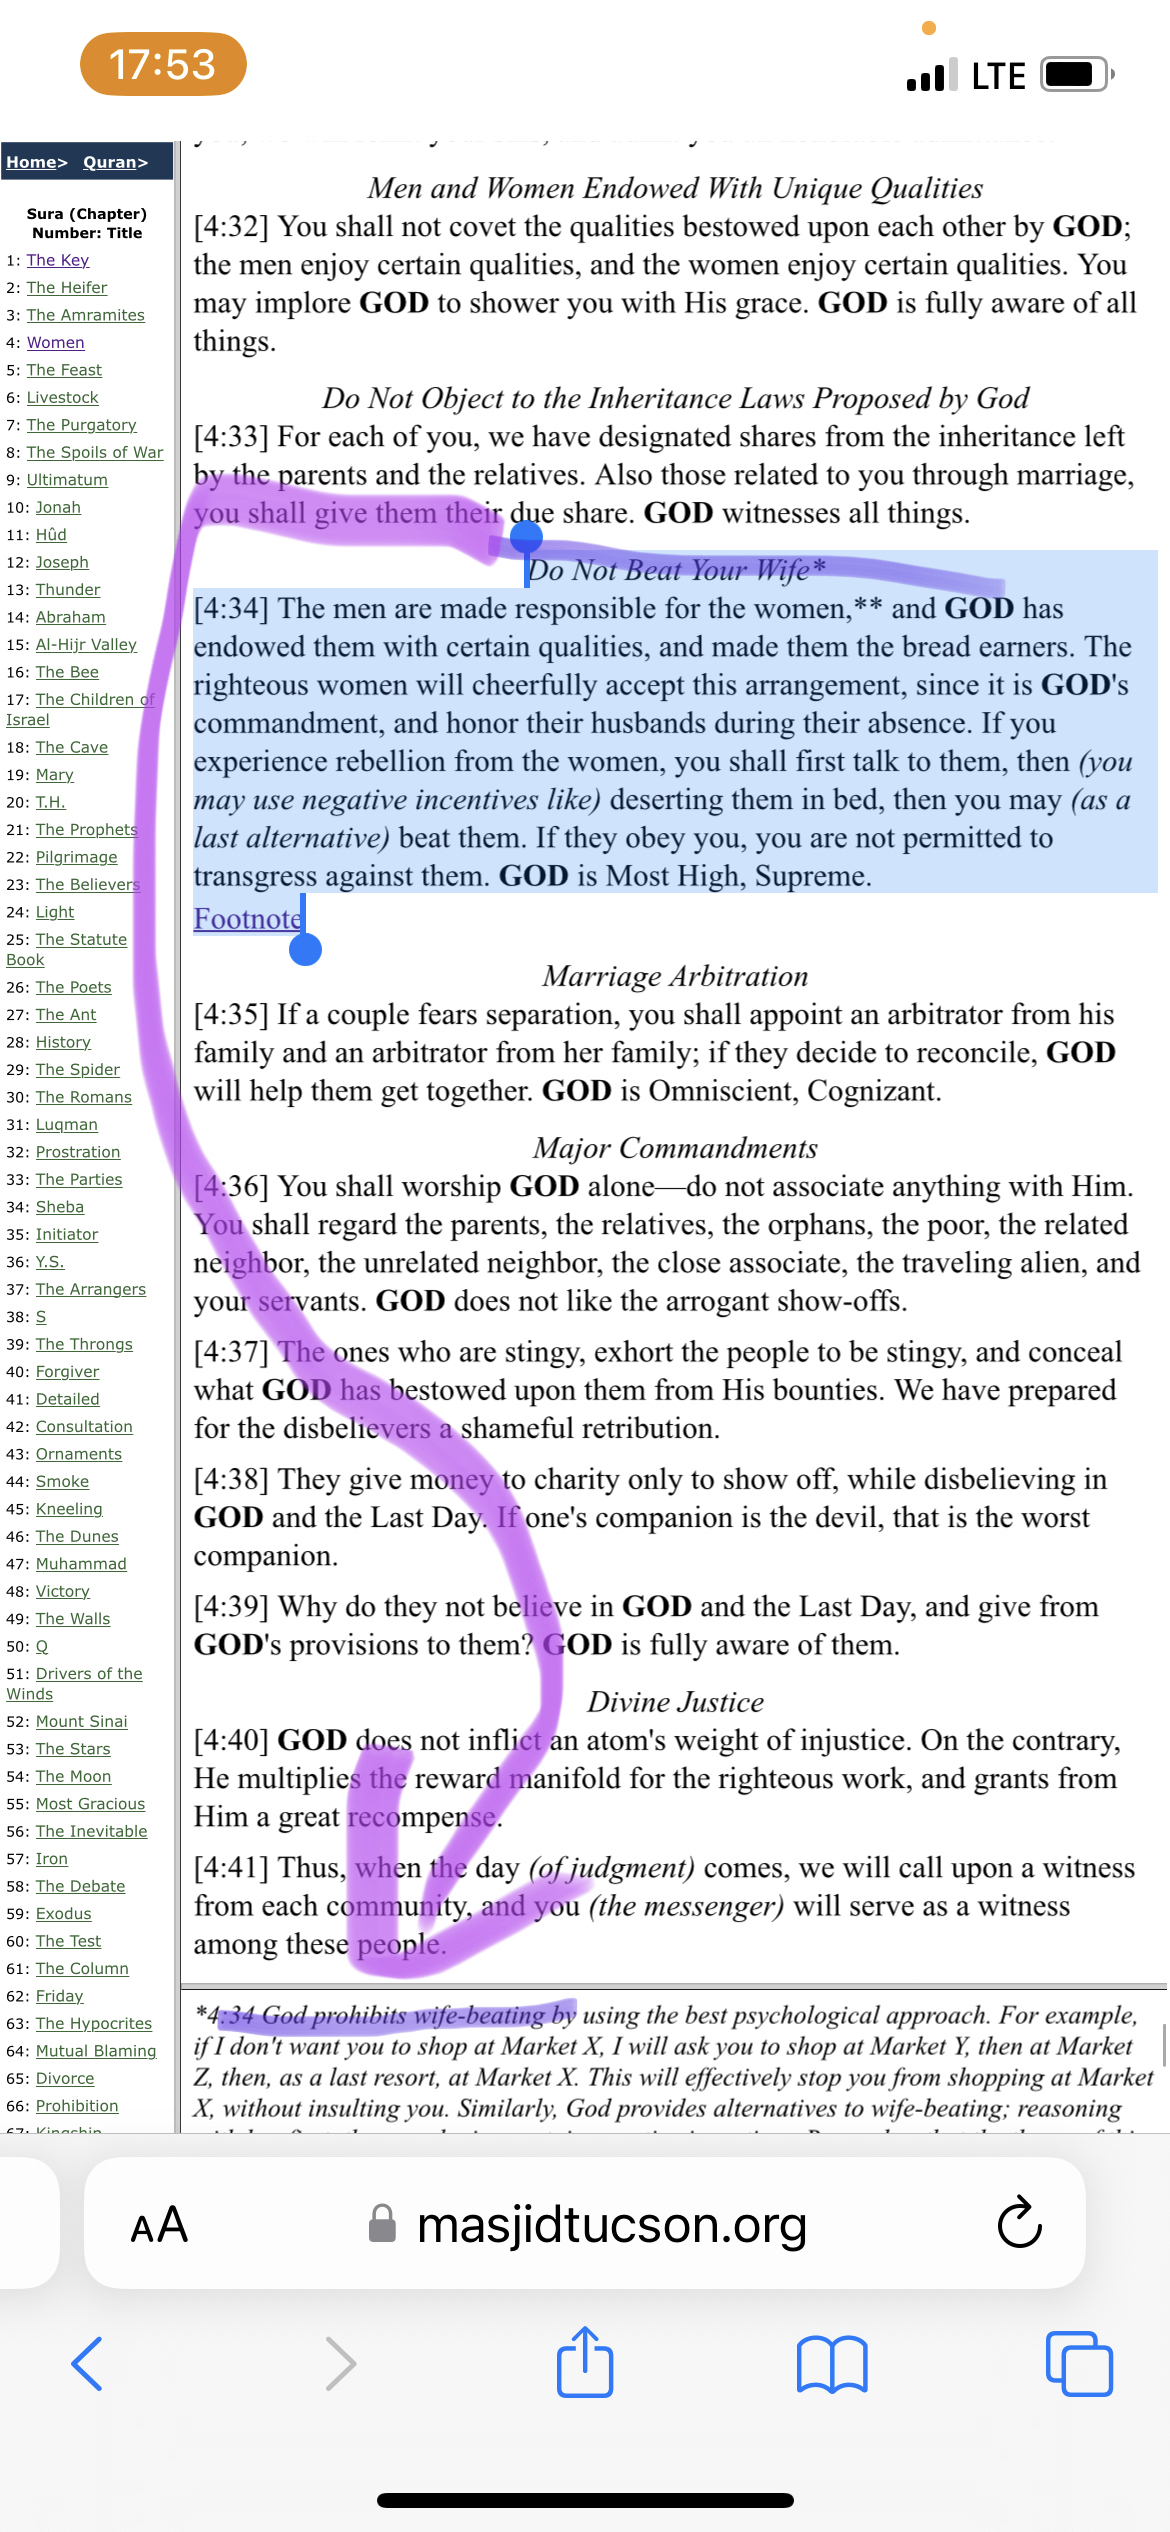 17:53
LTE
Home> Quran>
Sura (Chapter)
Number: Title
1: The Key
2: The Heifer
3: The Amramites
4: Women
5: The Feast
6: Livestock
7: The Purgatory
8: The Spoils of War
9: Ultimatum
10: Jonah
11: Hûd
12: Joseph
13: Thunder
14: Abraham
15: Al-Hijr Valley
16: The Bee
17: The Children of
Israel
18: The Cave
19: Mary
20: T.H.
21: The Prophets
22: Pilgrimage
23: The Believers
24: Light
25: The Statute
Book
26: The Poets
27: The Ant
28: History
29: The Spider
30: The Romans
31: Luqman
32: Prostration
33: The Parties
34: Sheba
35: Initiator
36: Y.S.
37: The Arrangers
38: S
39: The Throngs
40: Forgiver
41: Detailed
42: Consultation
43: Ornaments
44: Smoke
45: Kneeling
46: The Dunes
47: Muhammad
48: Victory
49: The Walls
50: Q
51: Drivers of the
Winds
52: Mount Sinai
53: The Stars
54: The Moon
55: Most Gracious
56: The Inevitable
57: Iron
58: The Debate
59: Exodus
60: The Test
61: The Column
62: Friday
63: The Hypocrites
64: Mutual Blaming
65: Divorce
66: Prohibition
Men and Women Endowed With Unique Qualities
[4:32] You shall not covet the qualities bestowed upon each other by GOD;
the men enjoy certain qualities, and the women enjoy certain qualities. You
may implore GOD to shower you with His grace. GOD is fully aware of all
things.
Do Not Object to the Inheritance Laws Proposed by God
[4:33] For each of you, we have designated shares from the inheritance left
by the parents and the relatives. Also those related to you through marriage,
you shall give them their due share. GOD witnesses all things.
Do Not Beat Your Wife*
[4:34] The men are made responsible for the women,** and GOD has
endowed them with certain qualities, and made them the bread earners. The
righteous women will cheerfully accept this arrangement, since it is GOD's
commandment, and honor their husbands during their absence. If you
experience rebellion from the women, you shall first talk to them, then (you
may use negative incentives like) deserting them in bed, then you may (as a
last alternative) beat them. If they obey you, you are not permitted to
transgress against them. GOD is Most High, Supreme.
Footnote
Marriage Arbitration
[4:35] If a couple fears separation, you shall appoint an arbitrator from his
family and an arbitrator from her family; if they decide to reconcile, GOD
will help them get together. GOD is Omniscient, Cognizant.
Major Commandments
[4:36] You shall worship GOD alone—do not associate anything with Him.
You shall regard the parents, the relatives, the orphans, the poor, the related
neighbor, the unrelated neighbor, the close associate, the traveling alien, and
your servants. GOD does not like the arrogant show-offs.
[4:37] The ones who are stingy, exhort the people to be stingy, and conceal
what GOD has bestowed upon them from His bounties. We have prepared
for the disbelievers a shameful retribution.
[4:38] They give money to charity only to show off, while disbelieving in
GOD and the Last Day. If one's companion is the devil, that is the worst
companion.
[4:39] Why do they not believe in GOD and the Last Day, and give from
GOD's provisions to them? GOD is fully aware of them.
Divine Justice
[4:40] GOD does not inflict an atom's weight of injustice. On the contrary,
He multiplies the reward manifold for the righteous work, and grants from
Him a great recompense.
[4:41] Thus, when the day (of judgment) comes, we will call upon a witness
from each community, and you (the messenger) will serve as a witness
among these people.
*4:34 God prohibits wife-beating by using the best psychological approach. For example,
if I don't want you to shop at Market X, I will ask you to shop at Market Y, then at Market
Z, then, as a last resort, at Market X. This will effectively stop you from shopping at Market
X, without insulting you. Similarly, God provides alternatives to wife-beating; reasoning
AA masjidtucson.org